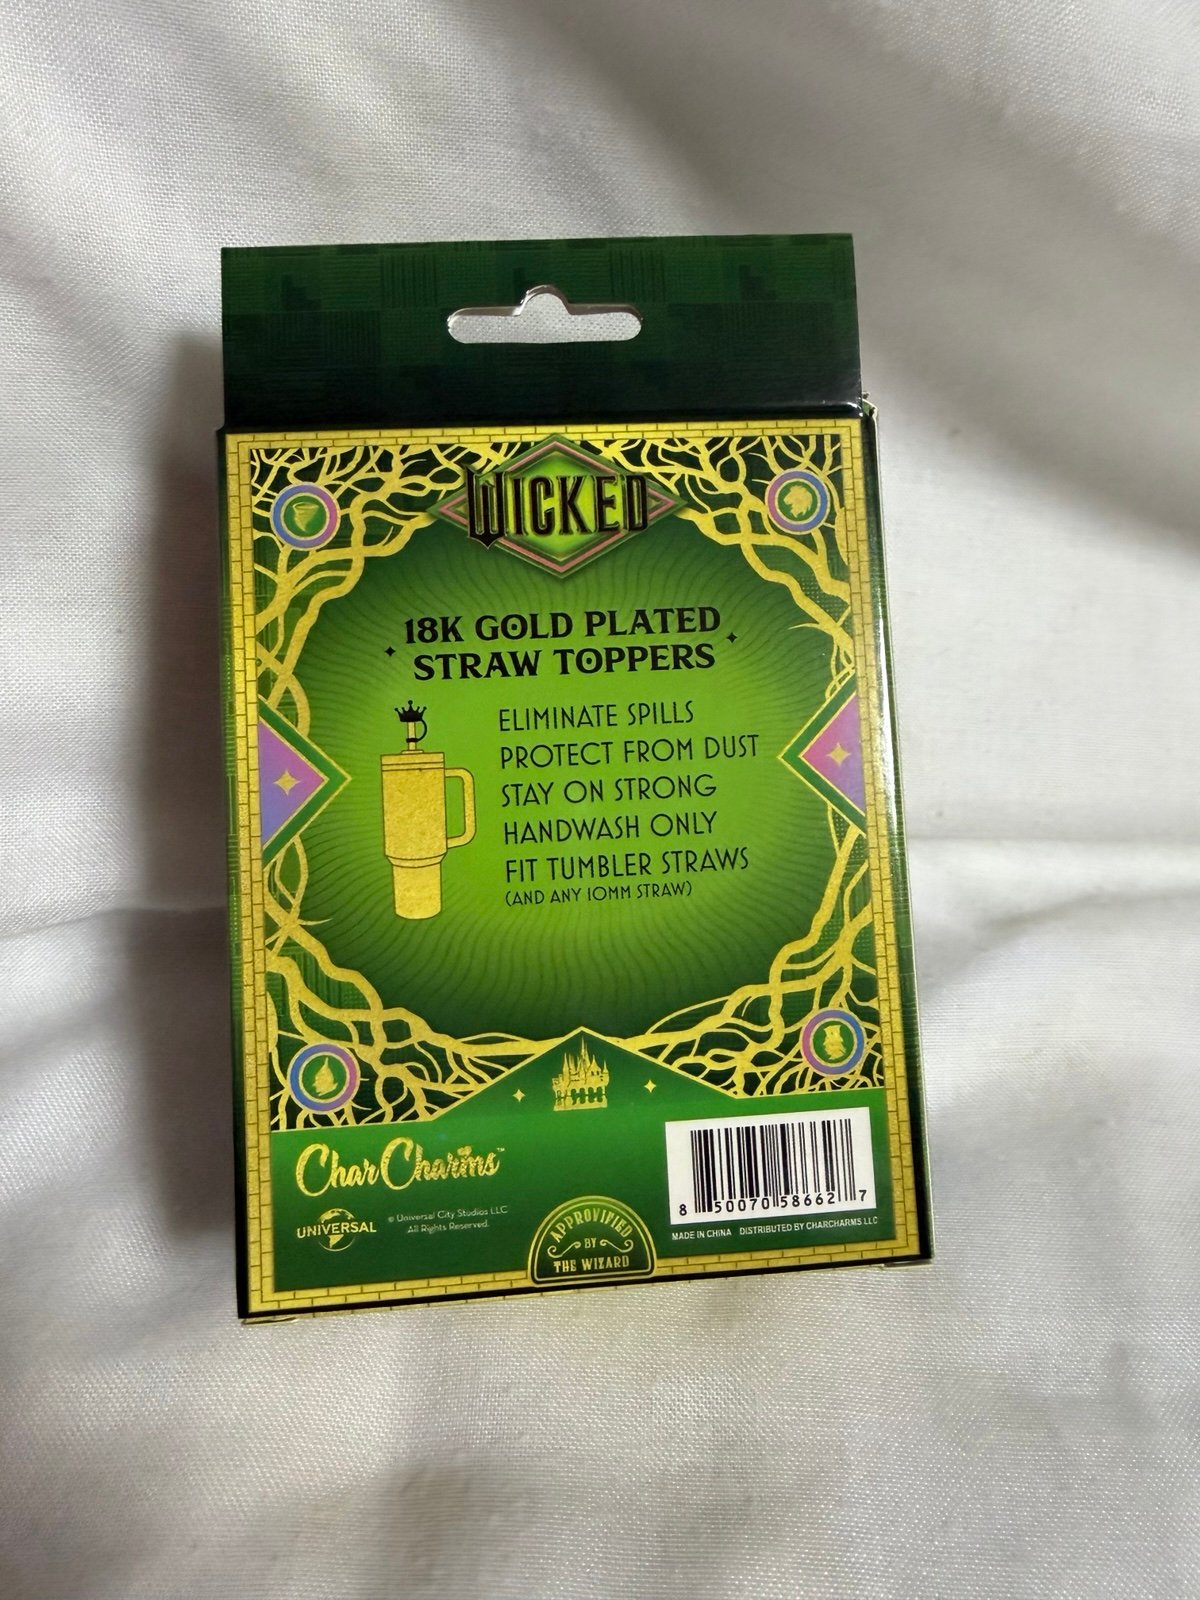 WICKED
18K GOLD PLATED
STRAW TOPPERS
ELIMINATE SPILLS
PROTECT FROM DUST
STAY ON STRONG
HANDWASH ONLY
FIT TUMBLER STRAWS
(AND ANY 10MM STRAW)
CharCharms™
UNIVERSAL
© Universal City Studios LLC
All Rights Reserved.
APPROVIFIED
BY
THE WIZARD
8 50070 58662 7
MADE IN CHINA DISTRIBUTED BY CHARCHARMS LLC